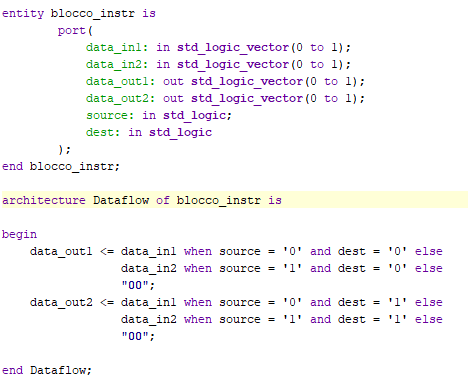 entity blocco_instr is
port(
data_in1: in std_logic_vector(0 to 1);
data_in2: in std_logic_vector(0 to 1);
data_out1: out std_logic_vector(0 to 1);
data_out2: out std_logic_vector(0 to 1);
source: in std_logic;
dest: in std_logic
);
end blocco_instr;
architecture Dataflow of blocco_instr is
begin
data_out1 <= data_in1 when source = '0' and dest = '0' else
data_in2 when source = '1' and dest = '0' else
"00";
data_out2 <= data_in1 when source = '0' and dest = '1' else
data_in2 when source = '1' and dest = '1' else
"00";
end Dataflow;